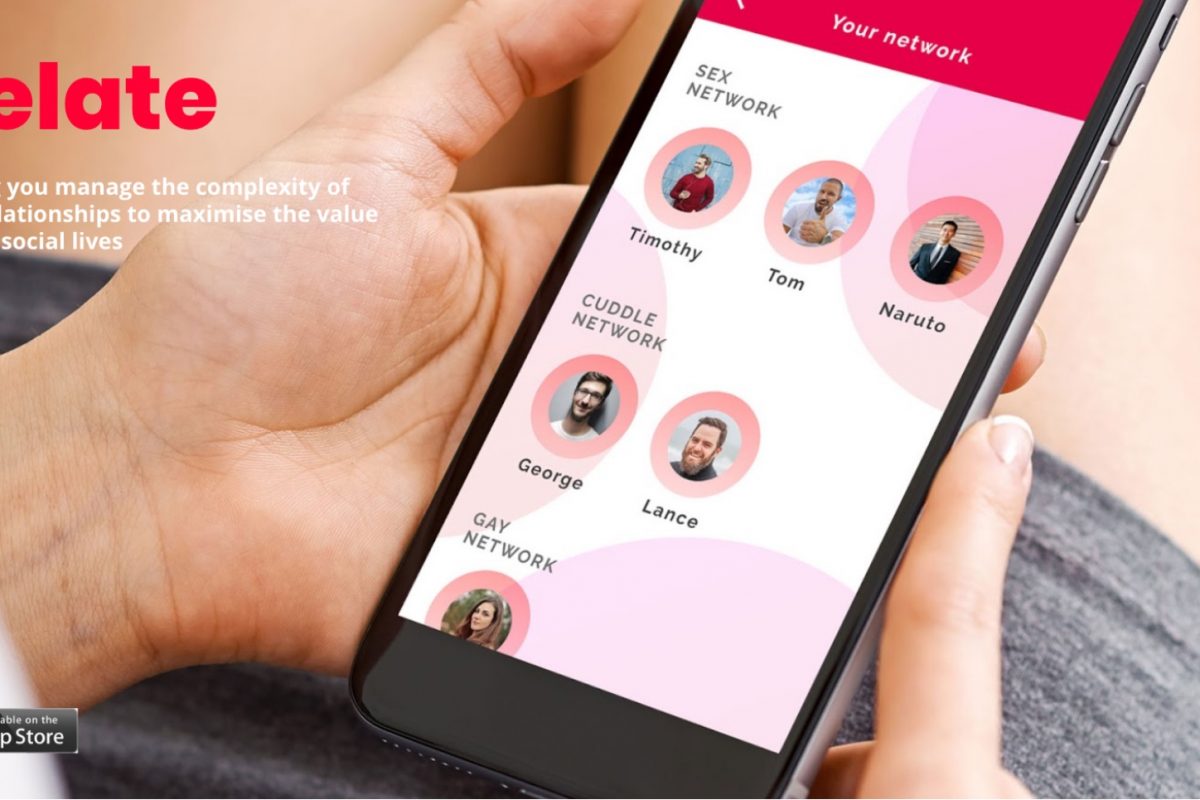 elate
you manage the complexity of
lationships to maximise the value
social lives
able on the
p Store
Your network
SEX
NETWORK
Timothy
Tom
Naruto
CUDDLE
NETWORK
George
Lance
GAY
NETWORK